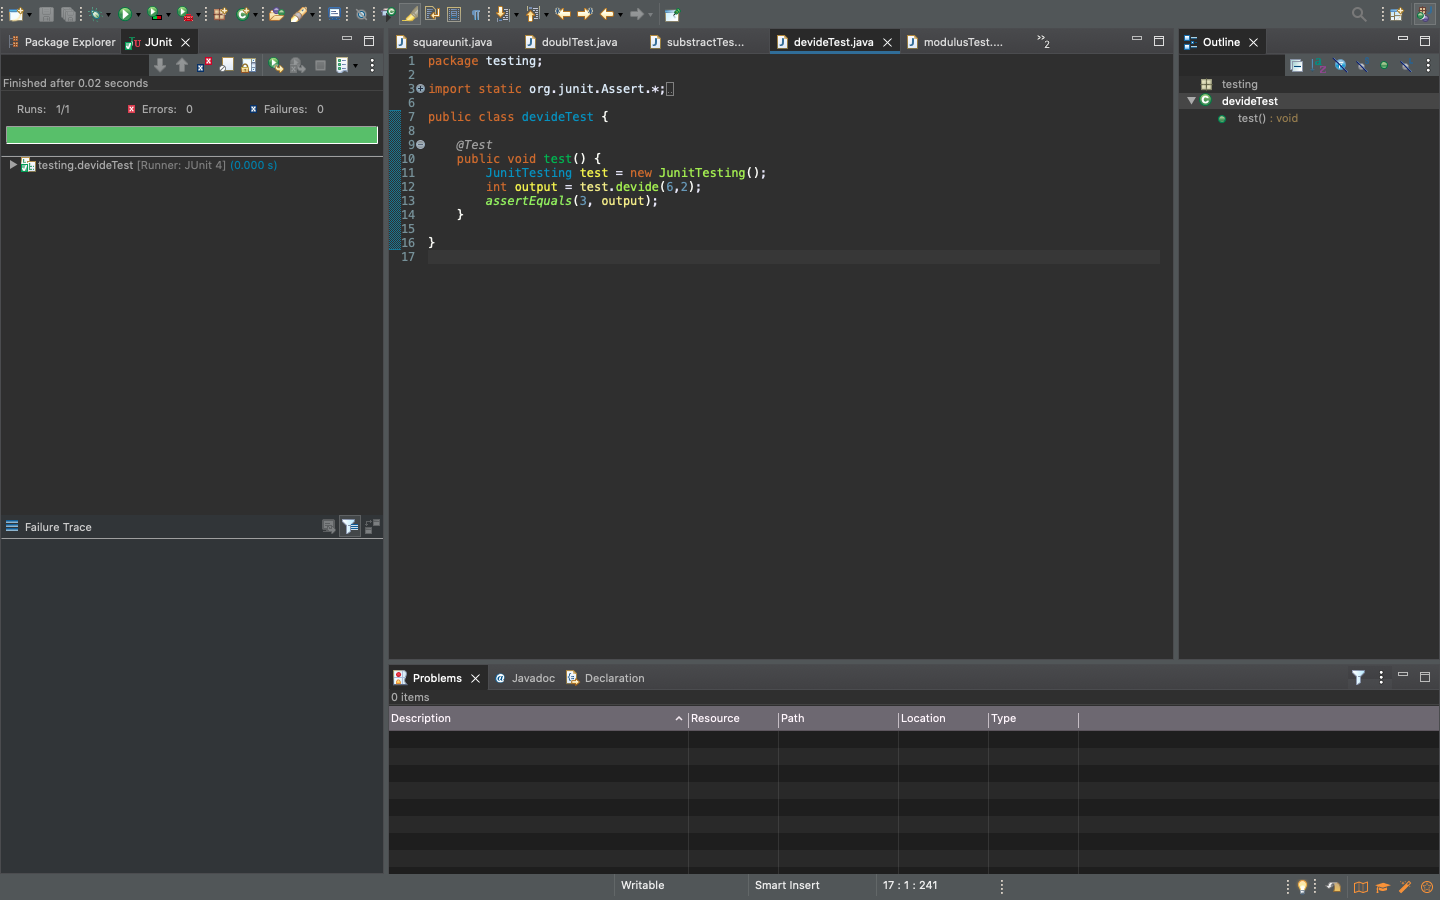 Package Explorer
JUnit
Finished after 0.02 seconds
Runs: 1/1
Errors: 0
Failures: 0
testing.devideTest [Runner: JUnit 4] (0.000 s)
Failure Trace
squareunit.java
doublTest.java
substractTes...
devideTest.java
modulusTest....
»2
1 package testing;
2
3 import static org.junit.Assert.*;
6
7 public class devideTest {
8
9 @Test
10 public void test() {
11 JunitTesting test = new JunitTesting();
12 int output = test.devide(6,2);
13 assertEquals(3, output);
14 }
15
16 }
17
Outline
testing
devideTest
test() : void
Problems
Javadoc
Declaration
0 items
Description
Resource
Path
Location
Type
Writable
Smart Insert
17 : 1 : 241